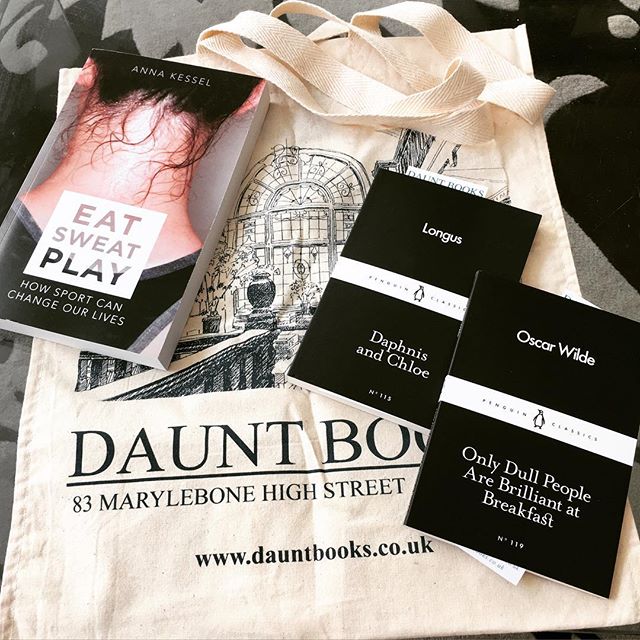 ANNA KESSEL
EAT
SWEAT
PLAY
HOW SPORT CAN
CHANGE OUR LIVES
DAUNT BOOKS
Longus
PENGUIN CLASSICS
Daphnis
and Chloe
Nº 115
Oscar Wilde
PENGUIN CLASSICS
Only Dull People
Are Brilliant at
Breakfast
Nº 119
DAUNT BOO
83 MARYLEBONE HIGH STREET
www.dauntbooks.co.uk